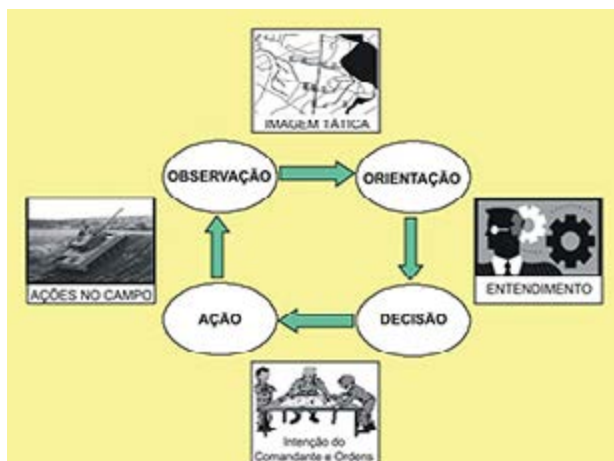 IMAGEM TÁTICA
OBSERVAÇÃO
ORIENTAÇÃO
AÇÕES NO CAMPO
ENTENDIMENTO
AÇÃO
DECISÃO
Intenção do
Comandante e Ordens